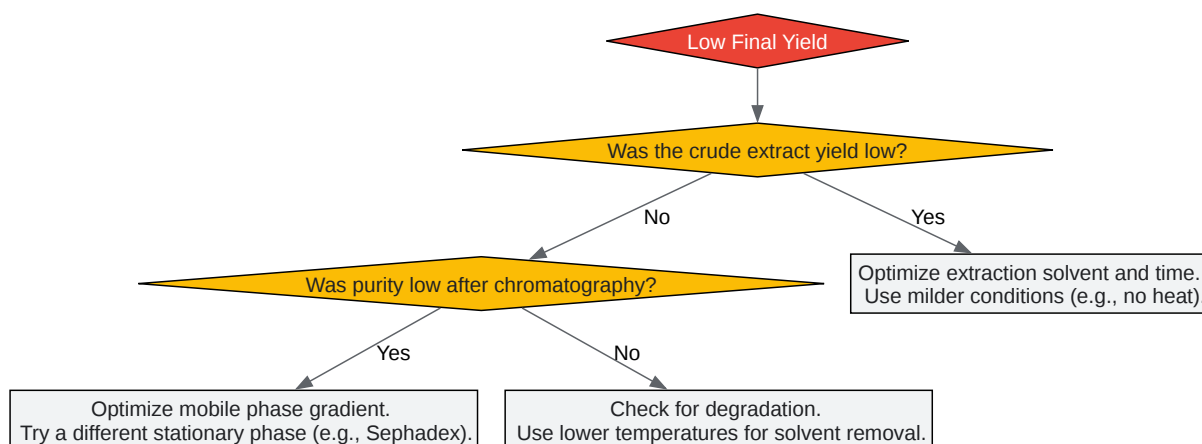 Low Final Yield
Was the crude extract yield low?
No
Yes
Was purity low after chromatography?
Optimize extraction solvent and time.
Use milder conditions (e.g., no heat).
Yes
No
Optimize mobile phase gradient.
Try a different stationary phase (e.g., Sephadex).
Check for degradation.
Use lower temperatures for solvent removal.